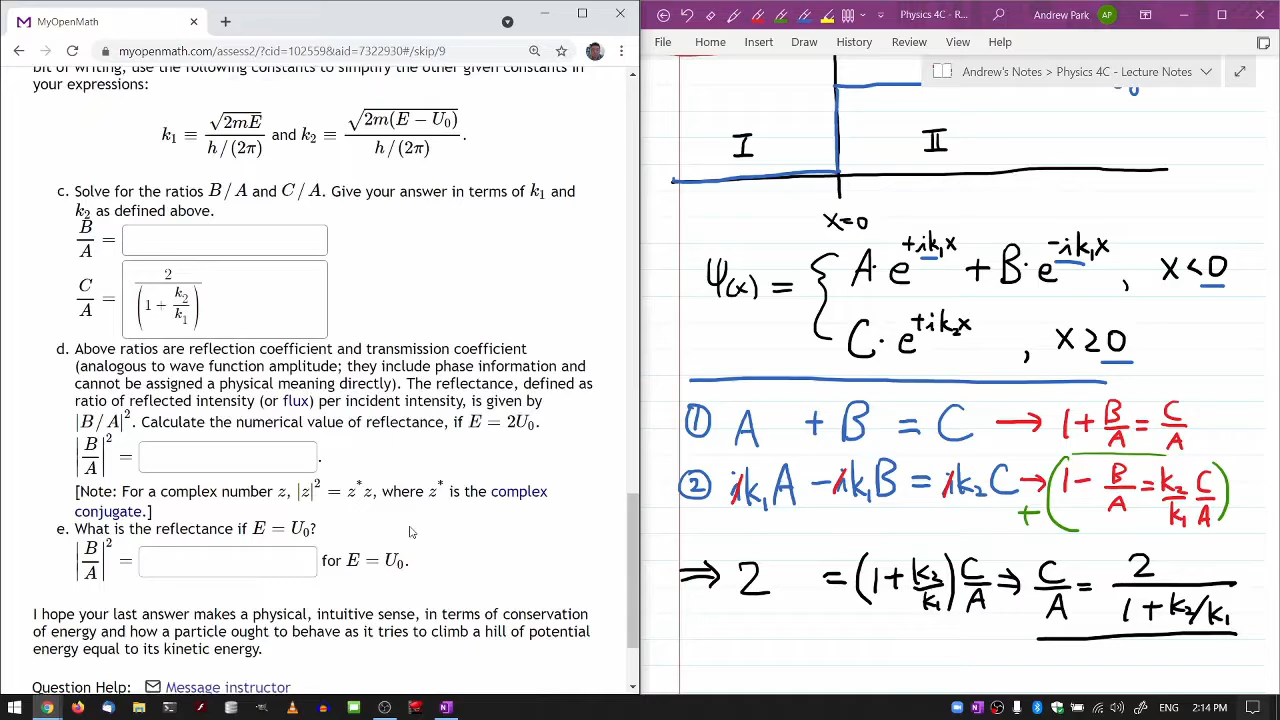 MyOpenMath
myopenmath.com/assess2/?cid=102559&aid=7322930#/skip/9
bit of writing, use the following constants to simplify the other given constants in
your expressions:
k₁ ≡ √(2mE) / h/(2π) and k₂ ≡ √(2m(E − U₀)) / h/(2π).
c. Solve for the ratios B/A and C/A. Give your answer in terms of k₁ and
k₂ as defined above.
B/A =
C/A = 2/(1 + k₂/k₁)
d. Above ratios are reflection coefficient and transmission coefficient
(analogous to wave function amplitude; they include phase information and
cannot be assigned a physical meaning directly). The reflectance, defined as
ratio of reflected intensity (or flux) per incident intensity, is given by
|B/A|². Calculate the numerical value of reflectance, if E = 2U₀.
|B/A|² = .
[Note: For a complex number z, |z|² = z*z, where z* is the complex
conjugate.]
e. What is the reflectance if E = U₀?
|B/A|² = for E = U₀.
I hope your last answer makes a physical, intuitive sense, in terms of conservation
of energy and how a particle ought to behave as it tries to climb a hill of potential
energy equal to its kinetic energy.
Question Help: Message instructor
Physics 4C - R...
Andrew Park
AP
File Home Insert Draw History Review View Help
Andrew's Notes > Physics 4C - Lecture Notes
I II
x=0
ψ(x) = { A·e^(+ik₁x) + B·e^(-ik₁x) , x<0
C·e^(+ik₂x) , x≥0
① A + B = C → 1+B/A = C/A
② ik₁A − ik₁B = ik₂C → (1− B/A = k₂/k₁ C/A)
+
⇒ 2 = (1+k₂/k₁) C/A ⇒ C/A = 2/(1+k₂/k₁)
2:14 PM